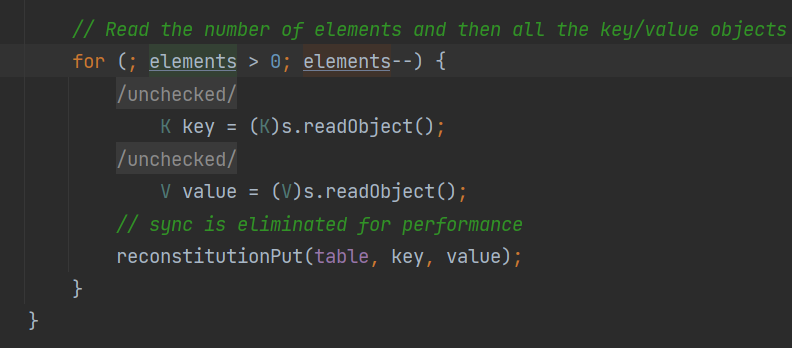 // Read the number of elements and then all the key/value objects
for (; elements > 0; elements--) {
/unchecked/
K key = (K)s.readObject();
/unchecked/
V value = (V)s.readObject();
// sync is eliminated for performance
reconstitutionPut(table, key, value);
}
}